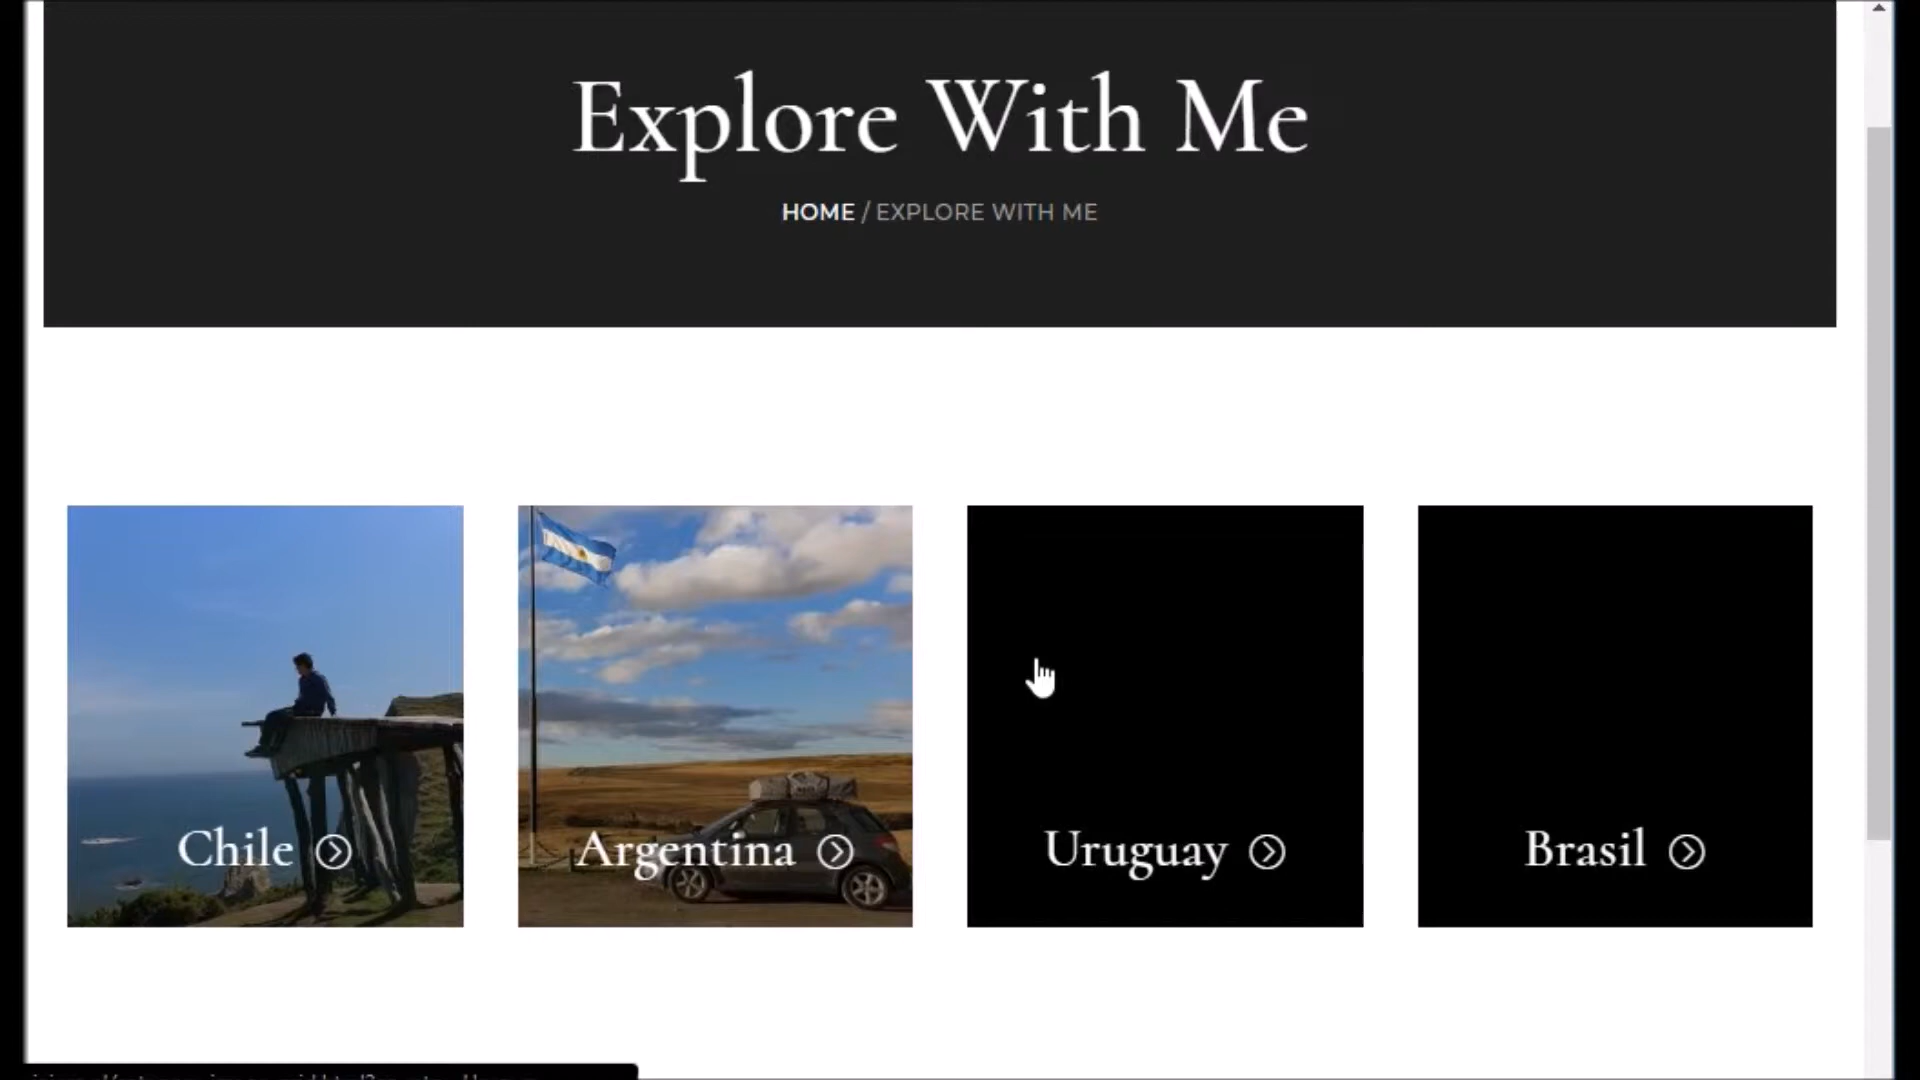 Explore With Me
HOME / EXPLORE WITH ME
Chile
Argentina
Uruguay
Brasil